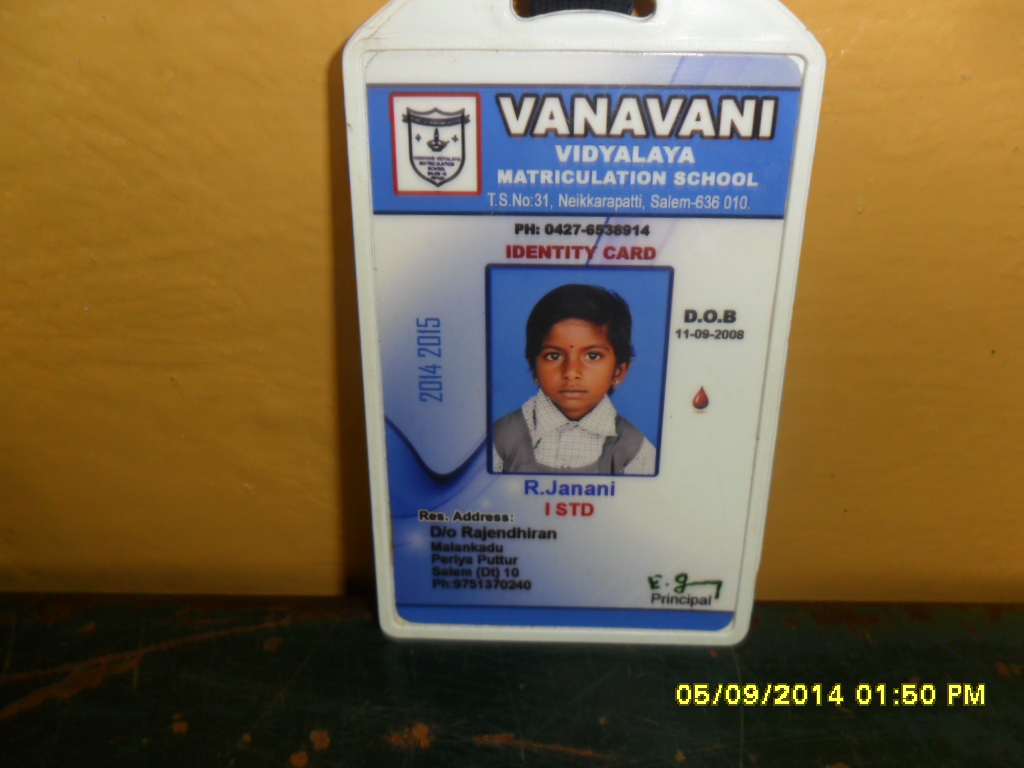 VANAVANI
VIDYALAYA
MATRICULATION SCHOOL
T.S.No:31, Neikkarapatti, Salem-636 010.
PH: 0427-6538914
IDENTITY CARD
2014 2015
D.O.B
11-09-2008
R.Janani
I STD
Res. Address:
D/o Rajendhiran
Malankadu
Periya Puttur
Salem (Dt) 10
Ph:9751370240
Principal
05/09/2014 01:50 PM